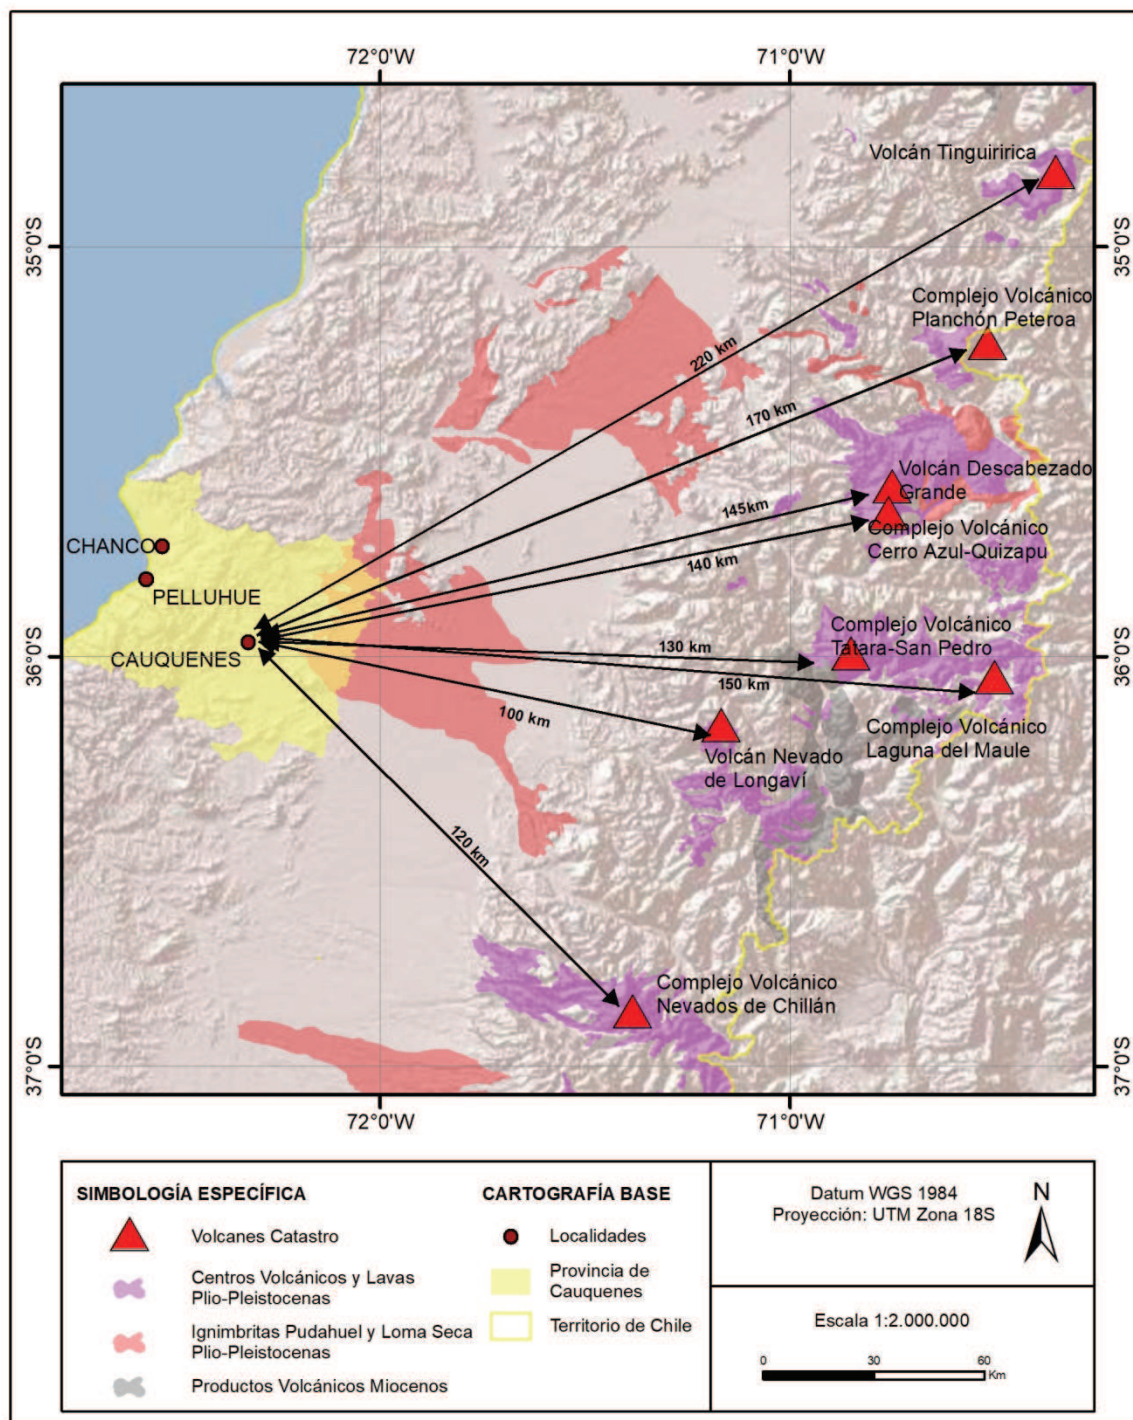 72°0'W
71°0'W
Volcán Tinguiririca
35°0'S
35°0'S
Complejo Volcánico
Planchón Peteroa
220 km
170 km
Volcán Descabezado
Grande
145km
Complejo Volcánico
Cerro Azul-Quizapu
140 km
CHANCO
PELLUHUE
Complejo Volcánico
Tatara-San Pedro
CAUQUENES
130 km
36°0'S
36°0'S
150 km
100 km
Complejo Volcánico
Laguna del Maule
Volcán Nevado
de Longaví
120 km
Complejo Volcánico
Nevados de Chillán
37°0'S
37°0'S
72°0'W
71°0'W
SIMBOLOGÍA ESPECÍFICA
Volcanes Catastro
Centros Volcánicos y Lavas
Plio-Pleistocenas
Ignimbritas Pudahuel y Loma Seca
Plio-Pleistocenas
Productos Volcánicos Miocenos
CARTOGRAFÍA BASE
Localidades
Provincia de
Cauquenes
Territorio de Chile
Datum WGS 1984
Proyección: UTM Zona 18S
N
Escala 1:2.000.000
0 30 60
Km